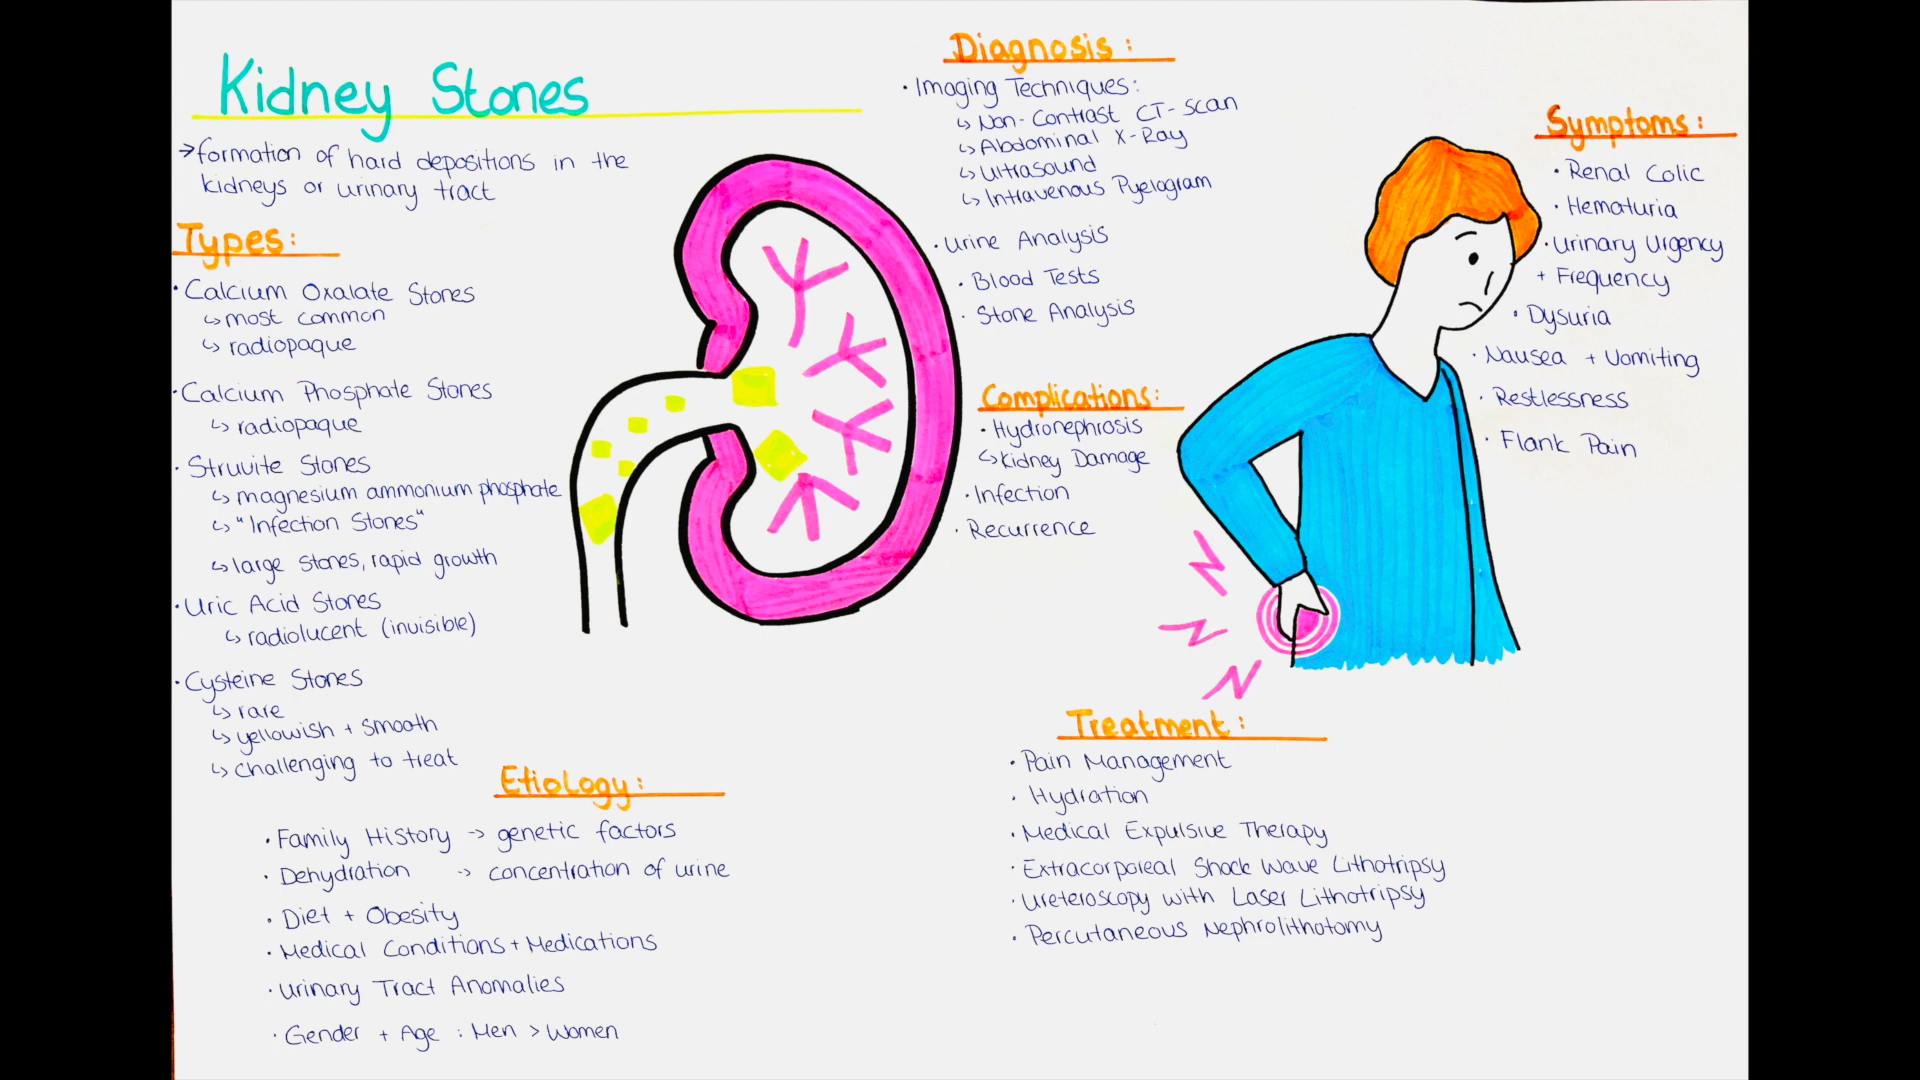 Kidney Stones
→ formation of hard depositions in the
kidneys or urinary tract
Types:
· Calcium Oxalate Stones
↳ most common
↳ radiopaque
· Calcium Phosphate Stones
↳ radiopaque
· Struvite Stones
↳ magnesium ammonium phosphate
↳ "Infection Stones"
↳ large stones, rapid growth
· Uric Acid Stones
↳ radiolucent (invisible)
· Cysteine Stones
↳ rare
↳ yellowish + smooth
↳ challenging to treat
Etiology:
· Family History → genetic factors
· Dehydration → concentration of urine
· Diet + Obesity
· Medical Conditions + Medications
· Urinary Tract Anomalies
· Gender + Age : Men > Women
Diagnosis:
· Imaging Techniques:
↳ Non-Contrast CT-Scan
↳ Abdominal X-Ray
↳ Ultrasound
↳ Intravenous Pyelogram
· Urine Analysis
· Blood Tests
· Stone Analysis
Complications:
· Hydronephrosis
↳ Kidney Damage
· Infection
· Recurrence
Symptoms:
· Renal Colic
· Hematuria
· Urinary Urgency
+ Frequency
· Dysuria
· Nausea + Vomiting
· Restlessness
· Flank Pain
Treatment:
· Pain Management
· Hydration
· Medical Expulsive Therapy
· Extracorporeal Shock Wave Lithotripsy
· Ureteroscopy with Laser Lithotripsy
· Percutaneous Nephrolithotomy